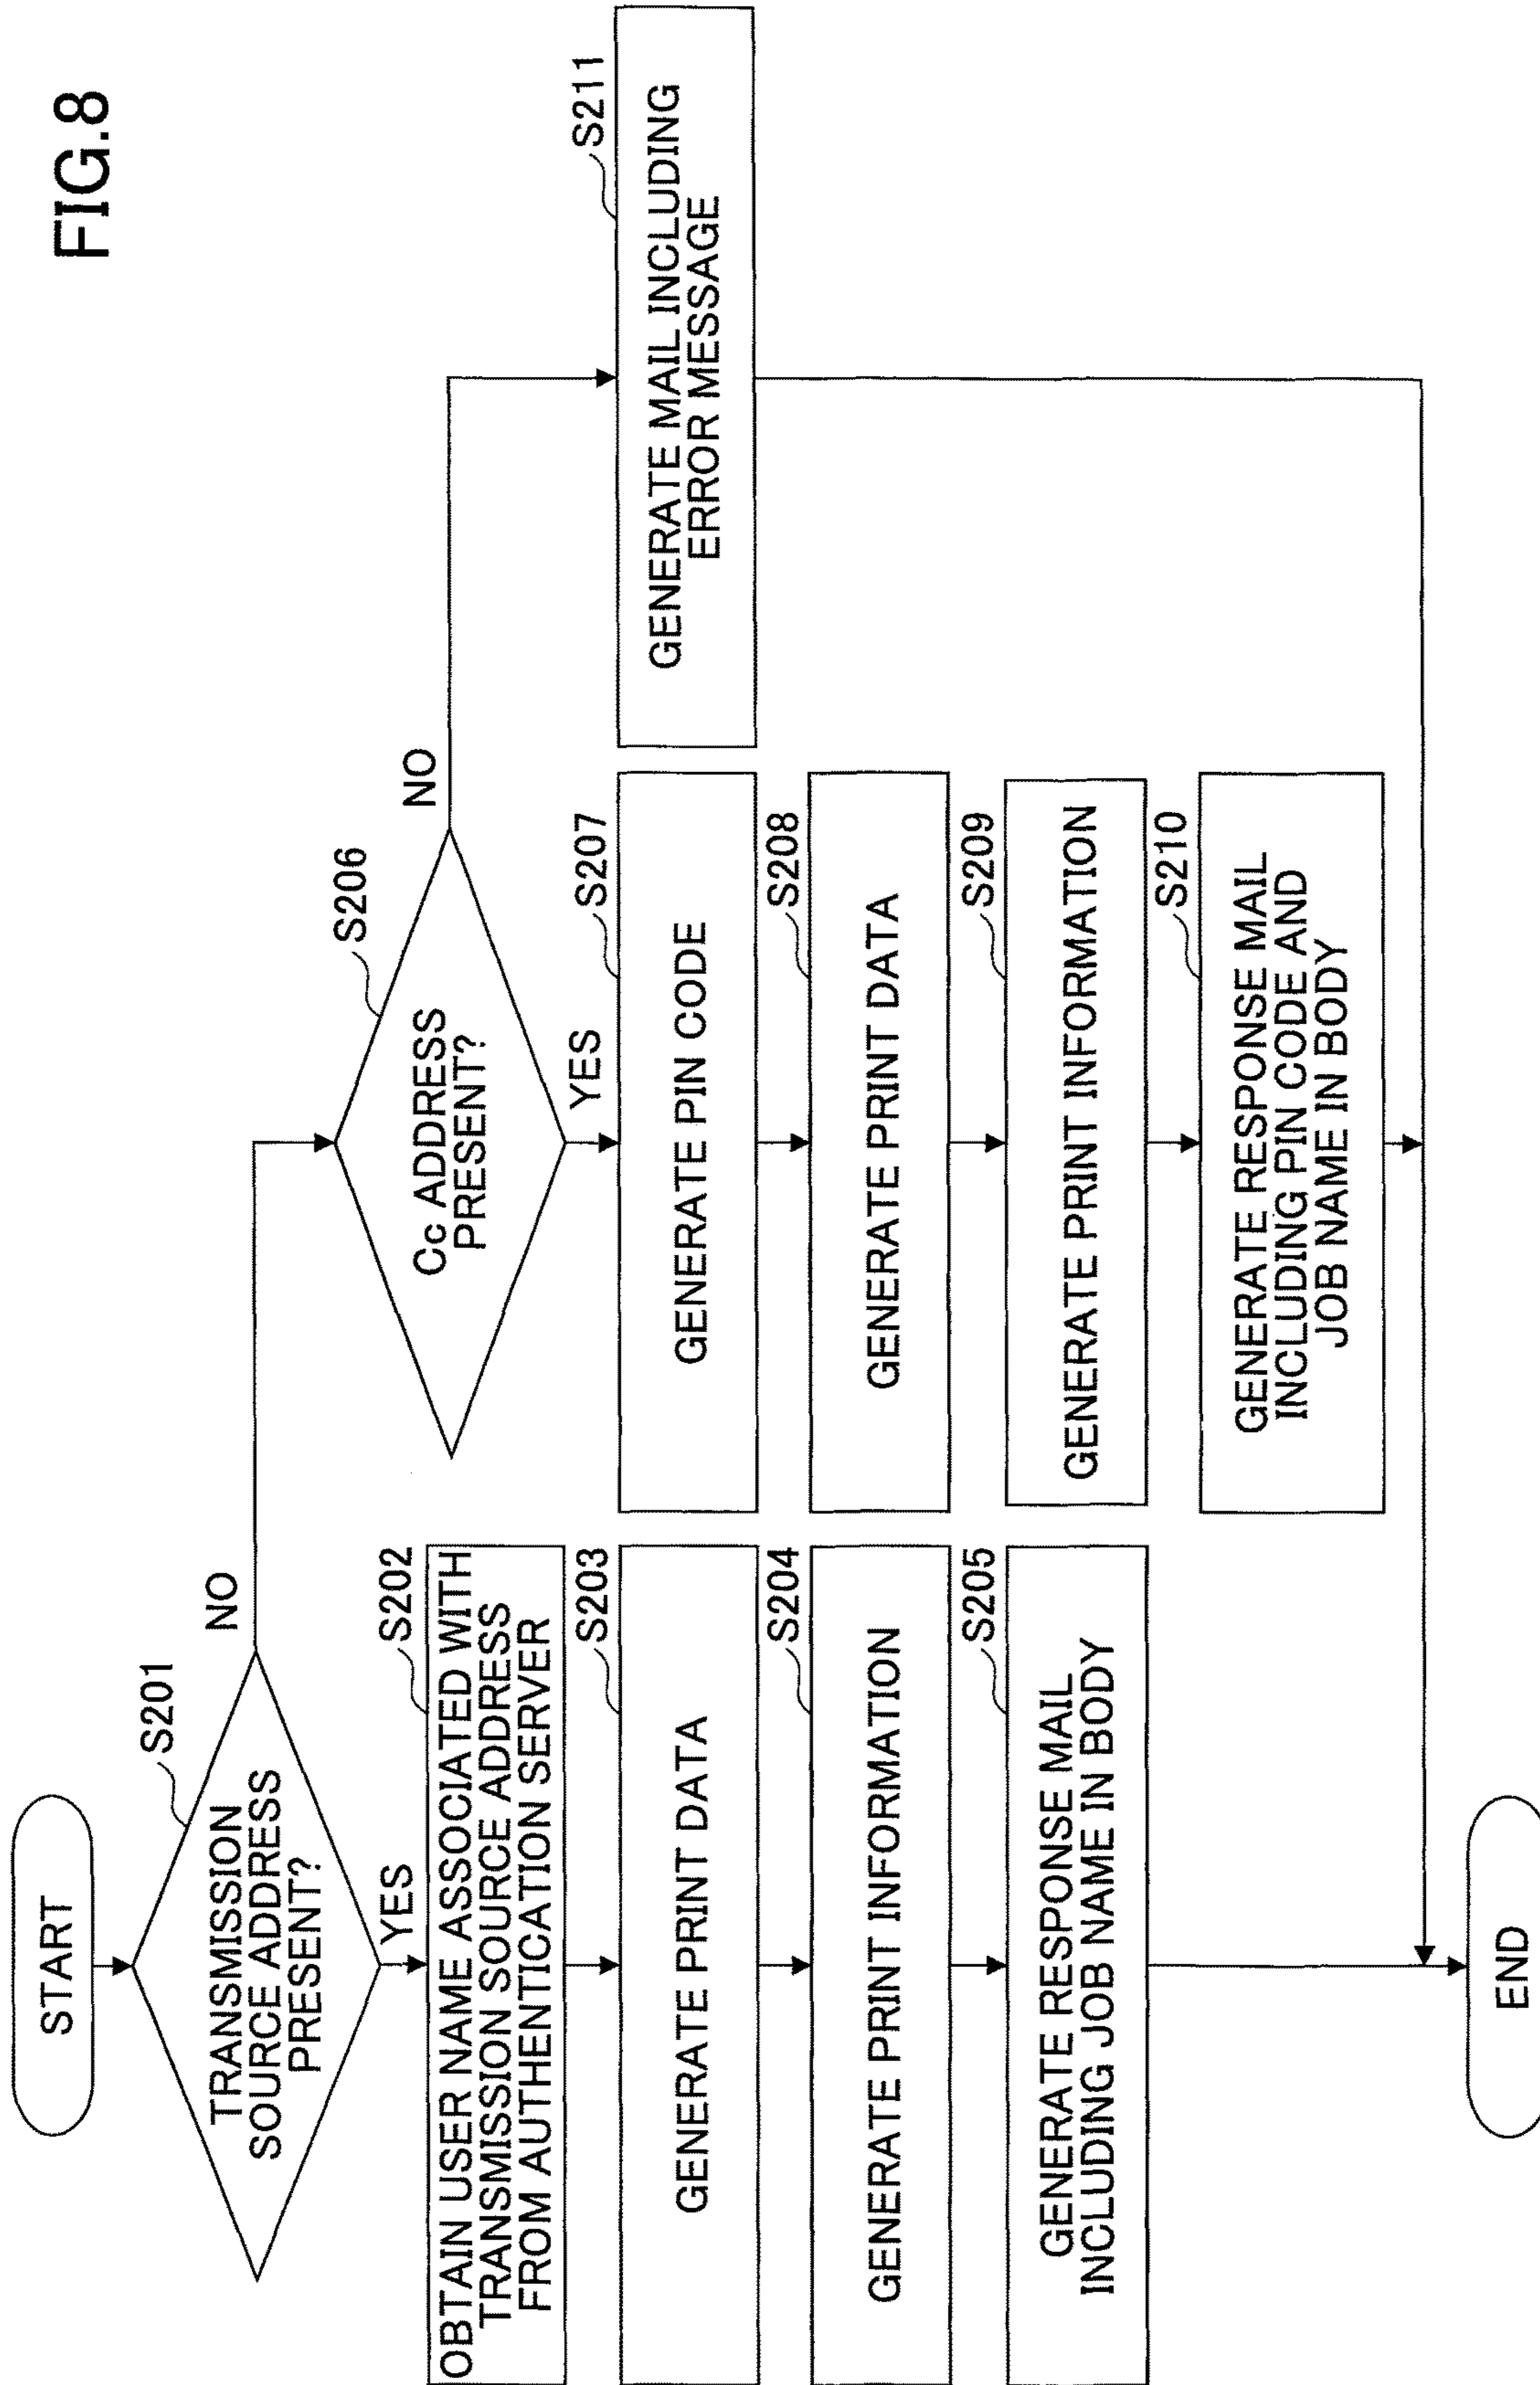 FIG.8
START
S201
TRANSMISSION
SOURCE ADDRESS
PRESENT?
NO
YES
S202
OBTAIN USER NAME ASSOCIATED WITH
TRANSMISSION SOURCE ADDRESS
FROM AUTHENTICATION SERVER
S203
GENERATE PRINT DATA
S204
GENERATE PRINT INFORMATION
S205
GENERATE RESPONSE MAIL
INCLUDING JOB NAME IN BODY
S206
Cc ADDRESS
PRESENT?
NO
YES
S207
GENERATE PIN CODE
S208
GENERATE PRINT DATA
S209
GENERATE PRINT INFORMATION
S210
GENERATE RESPONSE MAIL
INCLUDING PIN CODE AND
JOB NAME IN BODY
S211
GENERATE MAIL INCLUDING
ERROR MESSAGE
END